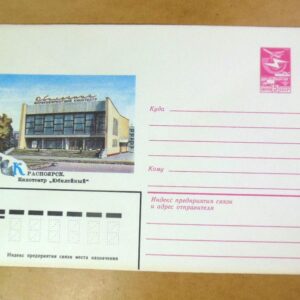 КРАСНОЯРСК.
Кинотеатр „Юбилейный"
Куда
Кому
Индекс предприятия связи
и адрес отправителя
Индекс предприятия связи места назначения